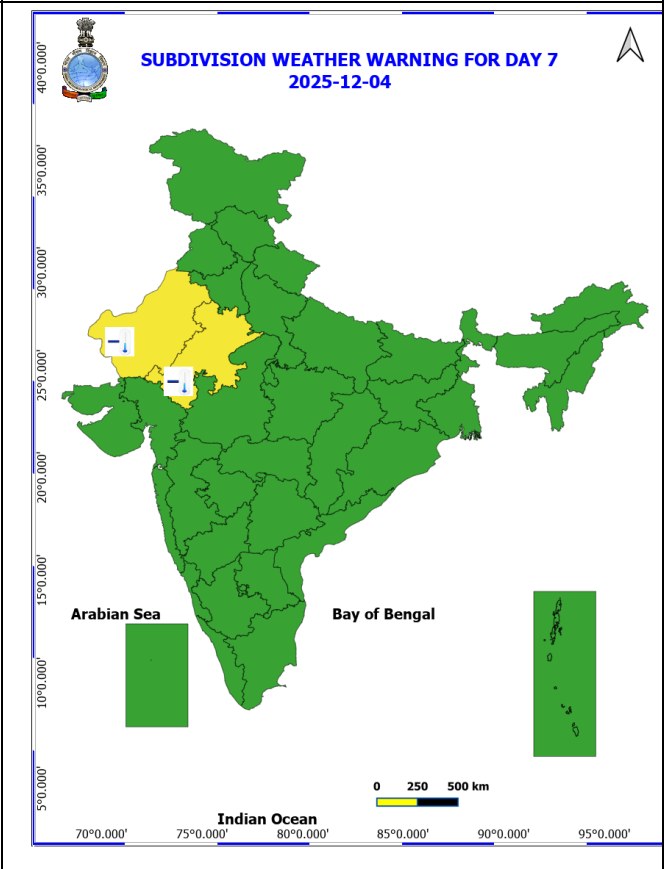 SUBDIVISION WEATHER WARNING FOR DAY 7
2025-12-04
40°0.000'
35°0.000'
30°0.000'
25°0.000'
20°0.000'
15°0.000'
10°0.000'
5°0.000'
Arabian Sea
Bay of Bengal
0 250 500 km
Indian Ocean
70°0.000' 75°0.000' 80°0.000' 85°0.000' 90°0.000' 95°0.000'